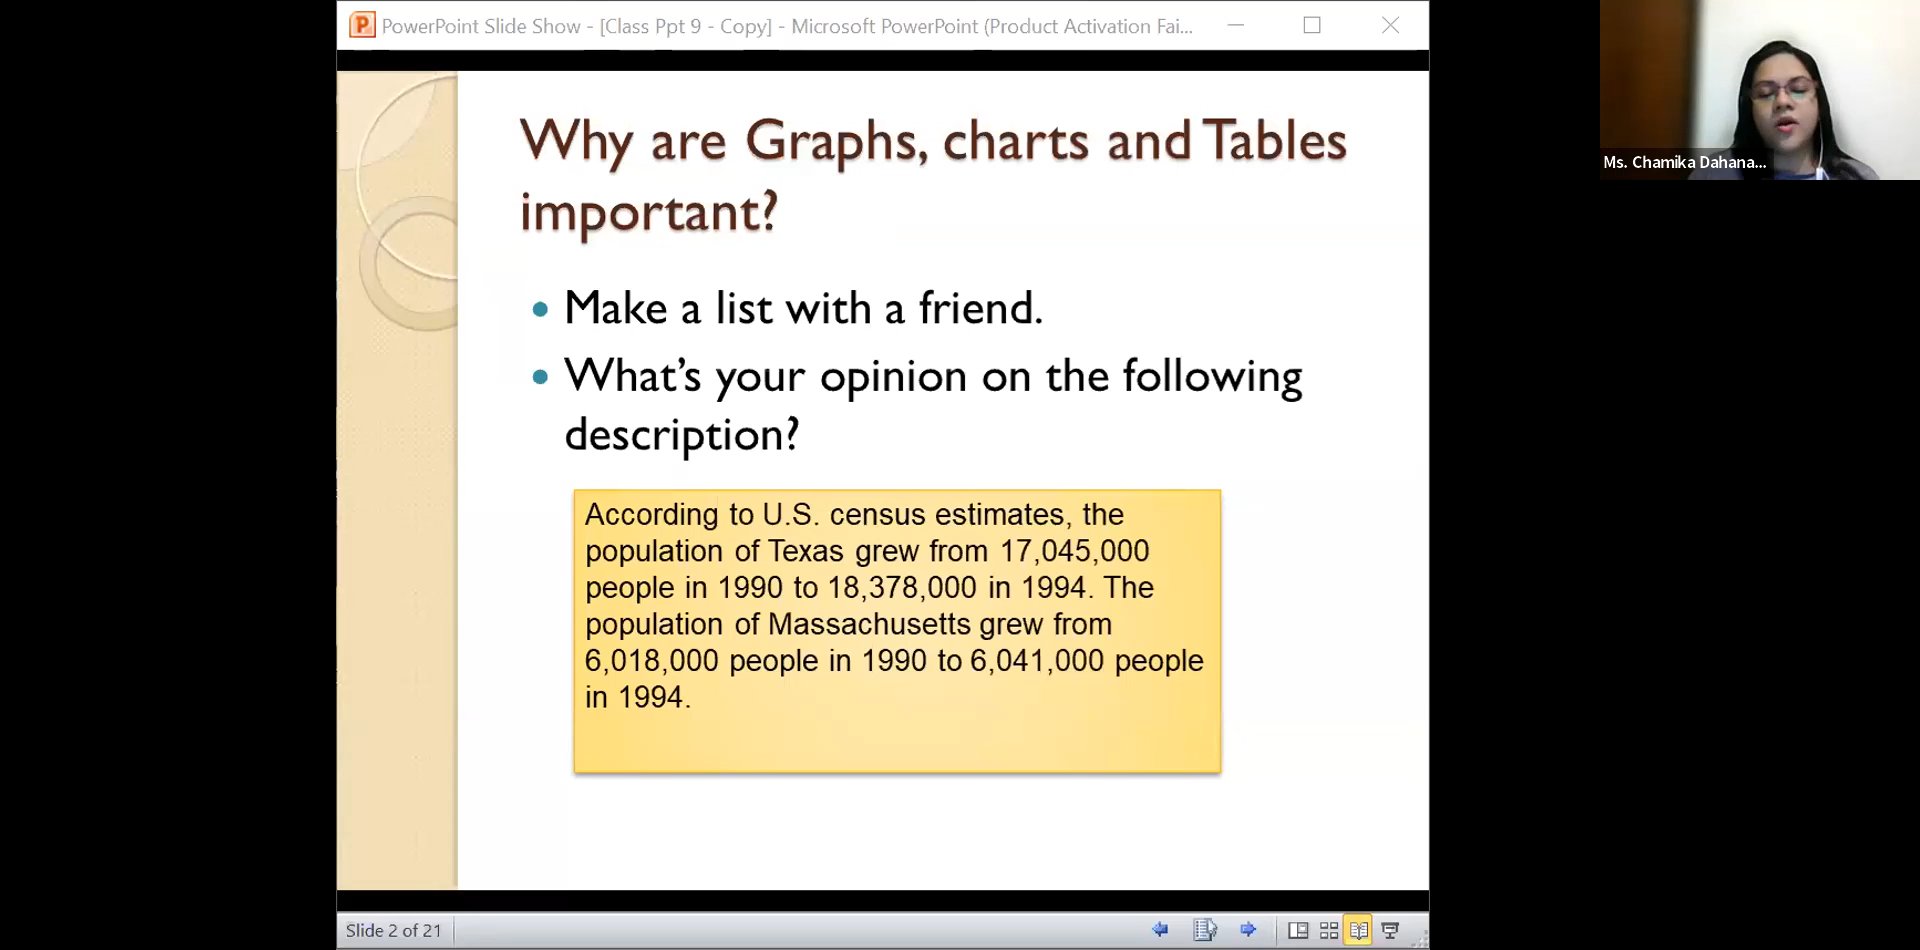 PowerPoint Slide Show - [Class Ppt 9 - Copy] - Microsoft PowerPoint (Product Activation Fai...
Ms. Chamika Dahana...
Why are Graphs, charts and Tables
important?
Make a list with a friend.
What's your opinion on the following
description?
According to U.S. census estimates, the
population of Texas grew from 17,045,000
people in 1990 to 18,378,000 in 1994. The
population of Massachusetts grew from
6,018,000 people in 1990 to 6,041,000 people
in 1994.
Slide 2 of 21